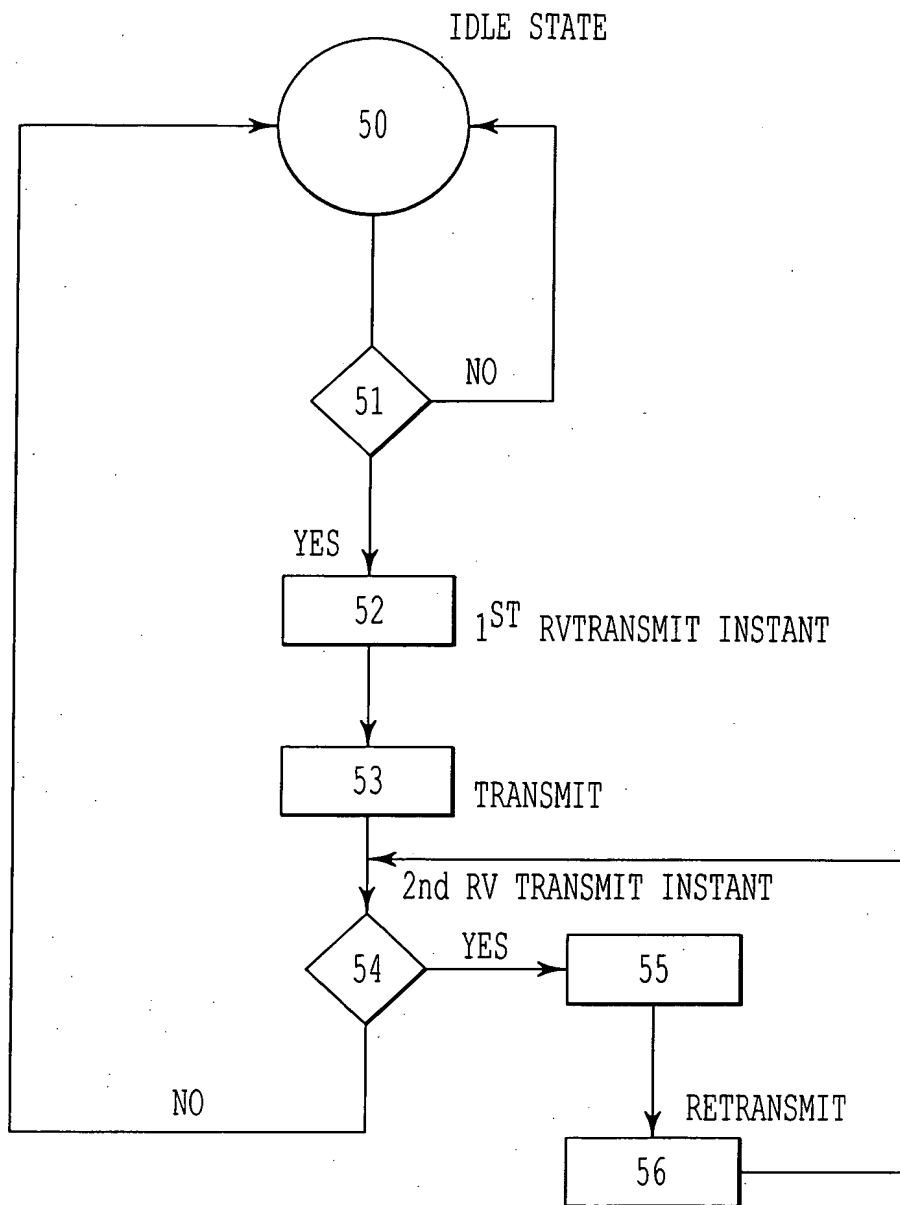 IDLE STATE
50
51
NO
YES
52
1ST RVTRANSMIT INSTANT
53
TRANSMIT
2nd RV TRANSMIT INSTANT
54
YES
55
NO
RETRANSMIT
56